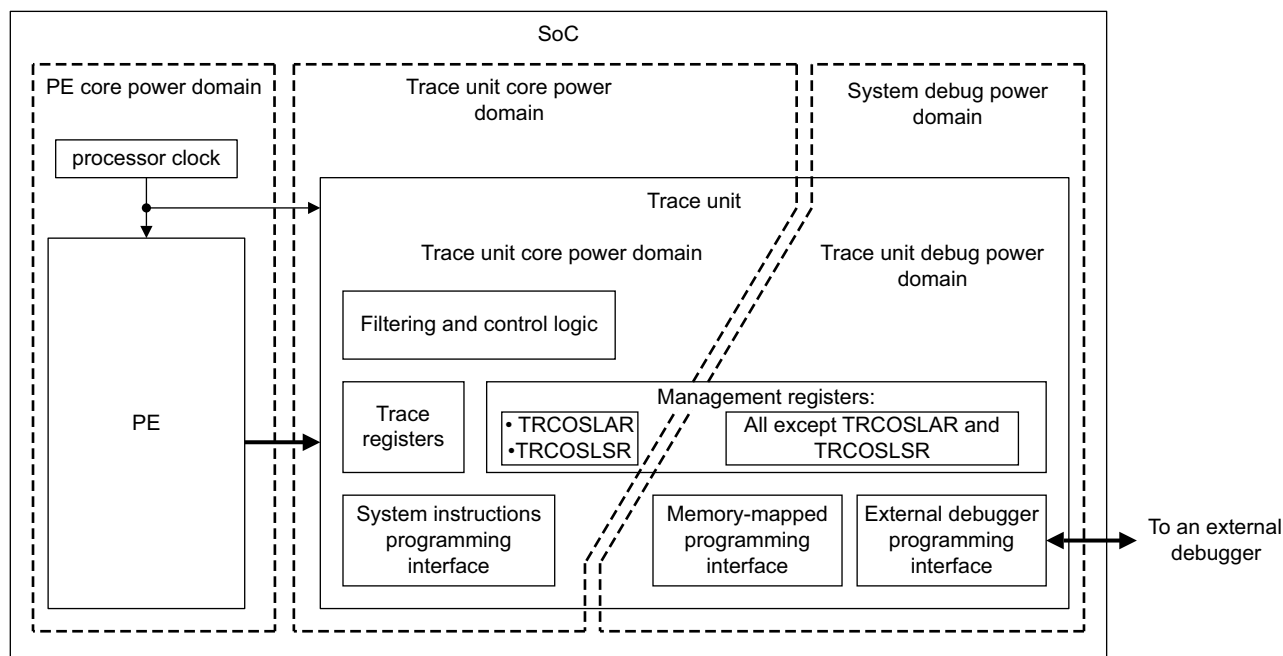 SoC
PE core power domain
Trace unit core power
domain
System debug power
domain
processor clock
Trace unit
Trace unit core power domain
Trace unit debug power
domain
Filtering and control logic
PE
Trace
registers
Management registers:
• TRCOSLAR
•TRCOSLSR
All except TRCOSLAR and
TRCOSLSR
System instructions
programming
interface
Memory-mapped
programming
interface
External debugger
programming
interface
To an external
debugger